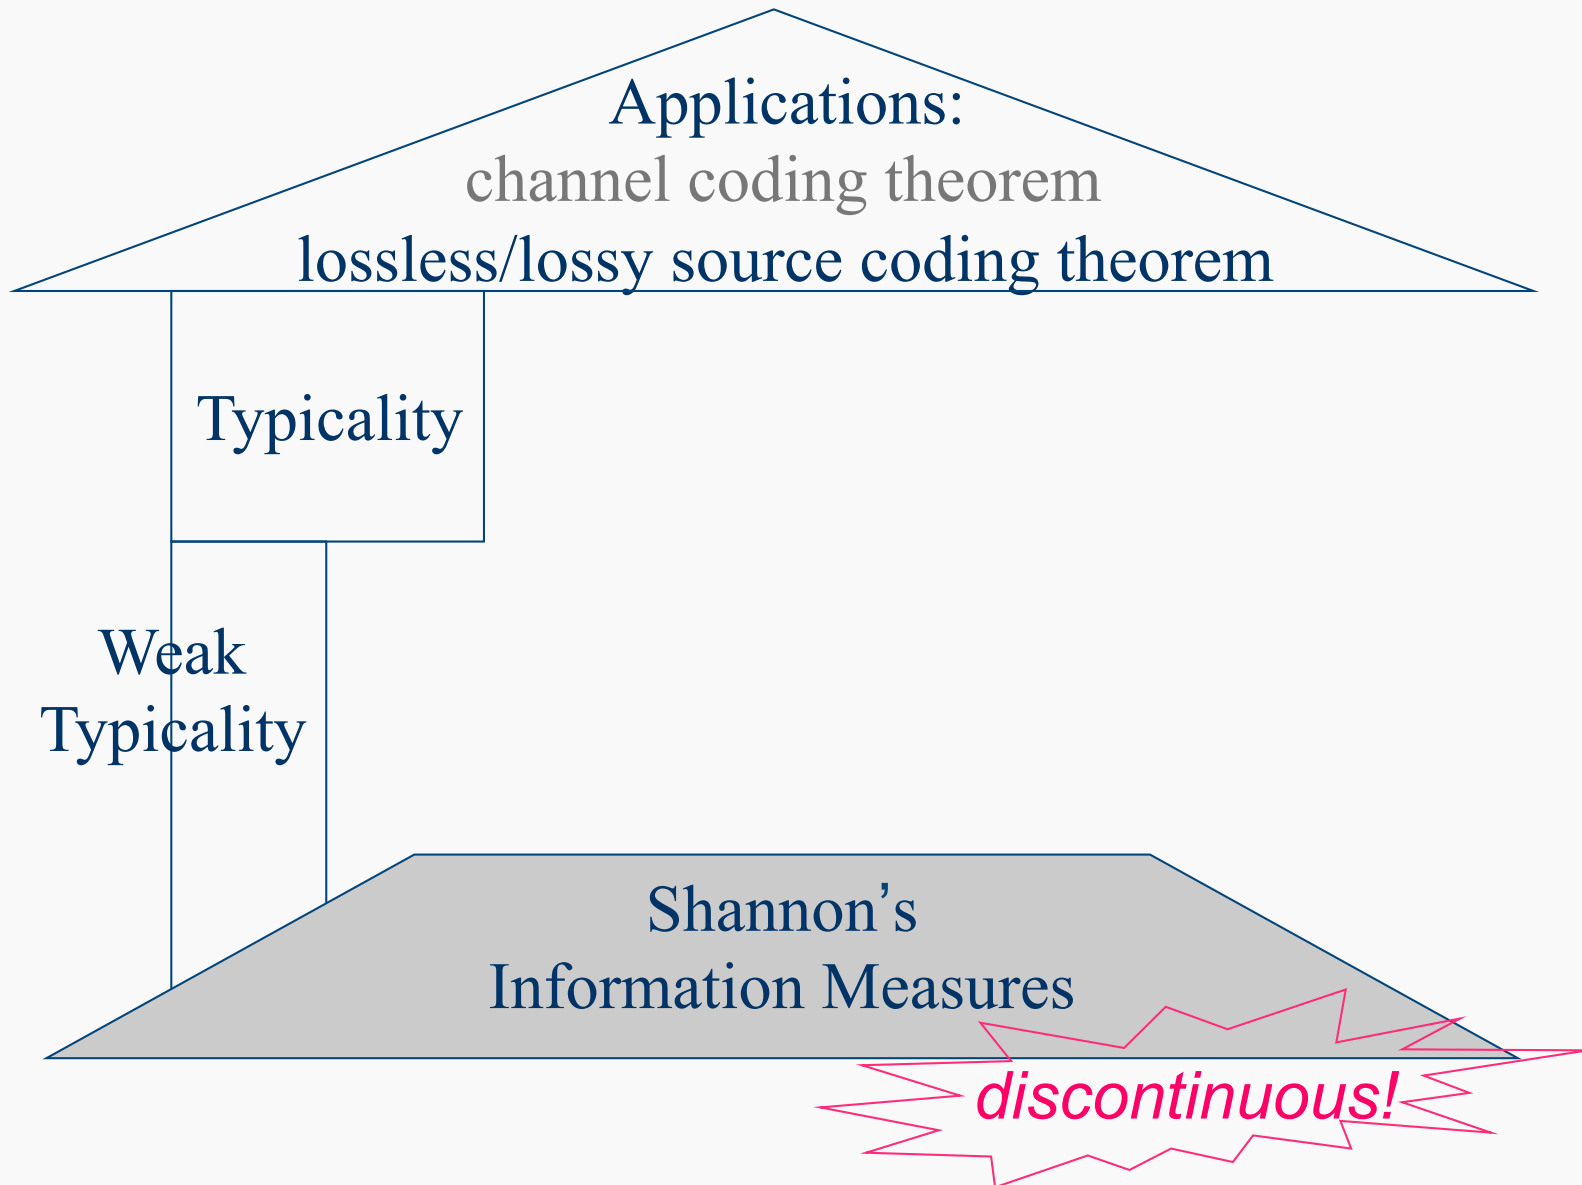 Applications:
channel coding theorem
lossless/lossy source coding theorem
Typicality
Weak
Typicality
Shannon’s
Information Measures
discontinuous!